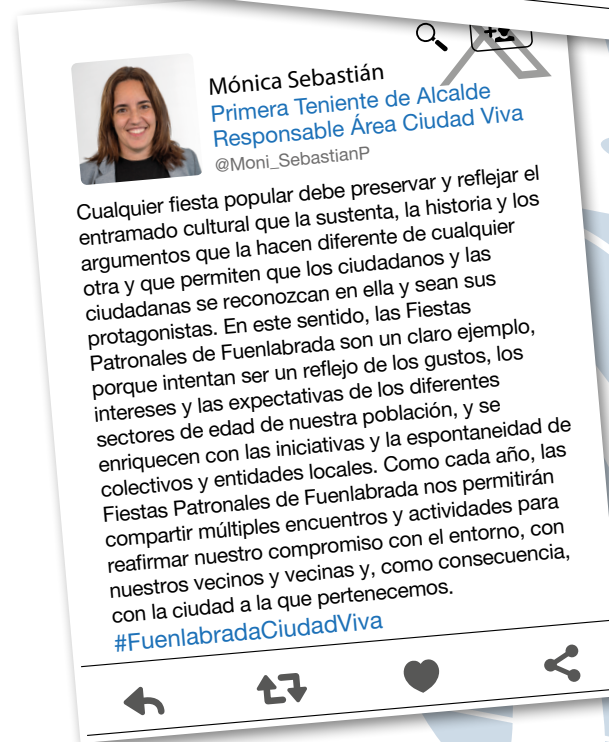 Mónica Sebastián
Primera Teniente de Alcalde
Responsable Área Ciudad Viva
@Moni_SebastianP
Cualquier fiesta popular debe preservar y reflejar el
entramado cultural que la sustenta, la historia y los
argumentos que la hacen diferente de cualquier
otra y que permiten que los ciudadanos y las
ciudadanas se reconozcan en ella y sean sus
protagonistas. En este sentido, las Fiestas
Patronales de Fuenlabrada son un claro ejemplo,
porque intentan ser un reflejo de los gustos, los
intereses y las expectativas de los diferentes
sectores de edad de nuestra población, y se
enriquecen con las iniciativas y la espontaneidad de
colectivos y entidades locales. Como cada año, las
Fiestas Patronales de Fuenlabrada nos permitirán
compartir múltiples encuentros y actividades para
reafirmar nuestro compromiso con el entorno, con
nuestros vecinos y vecinas y, como consecuencia,
con la ciudad a la que pertenecemos.
#FuenlabradaCiudadViva